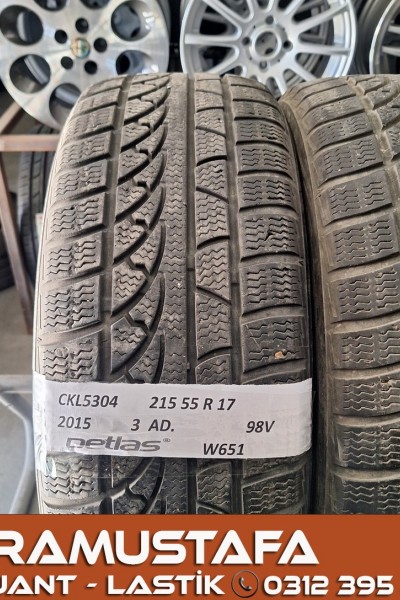 CKL5304 215 55 R 17
2015 3 AD. 98V
petlas® W651
RAMUSTAFA
JANT - LASTİK 0312 395